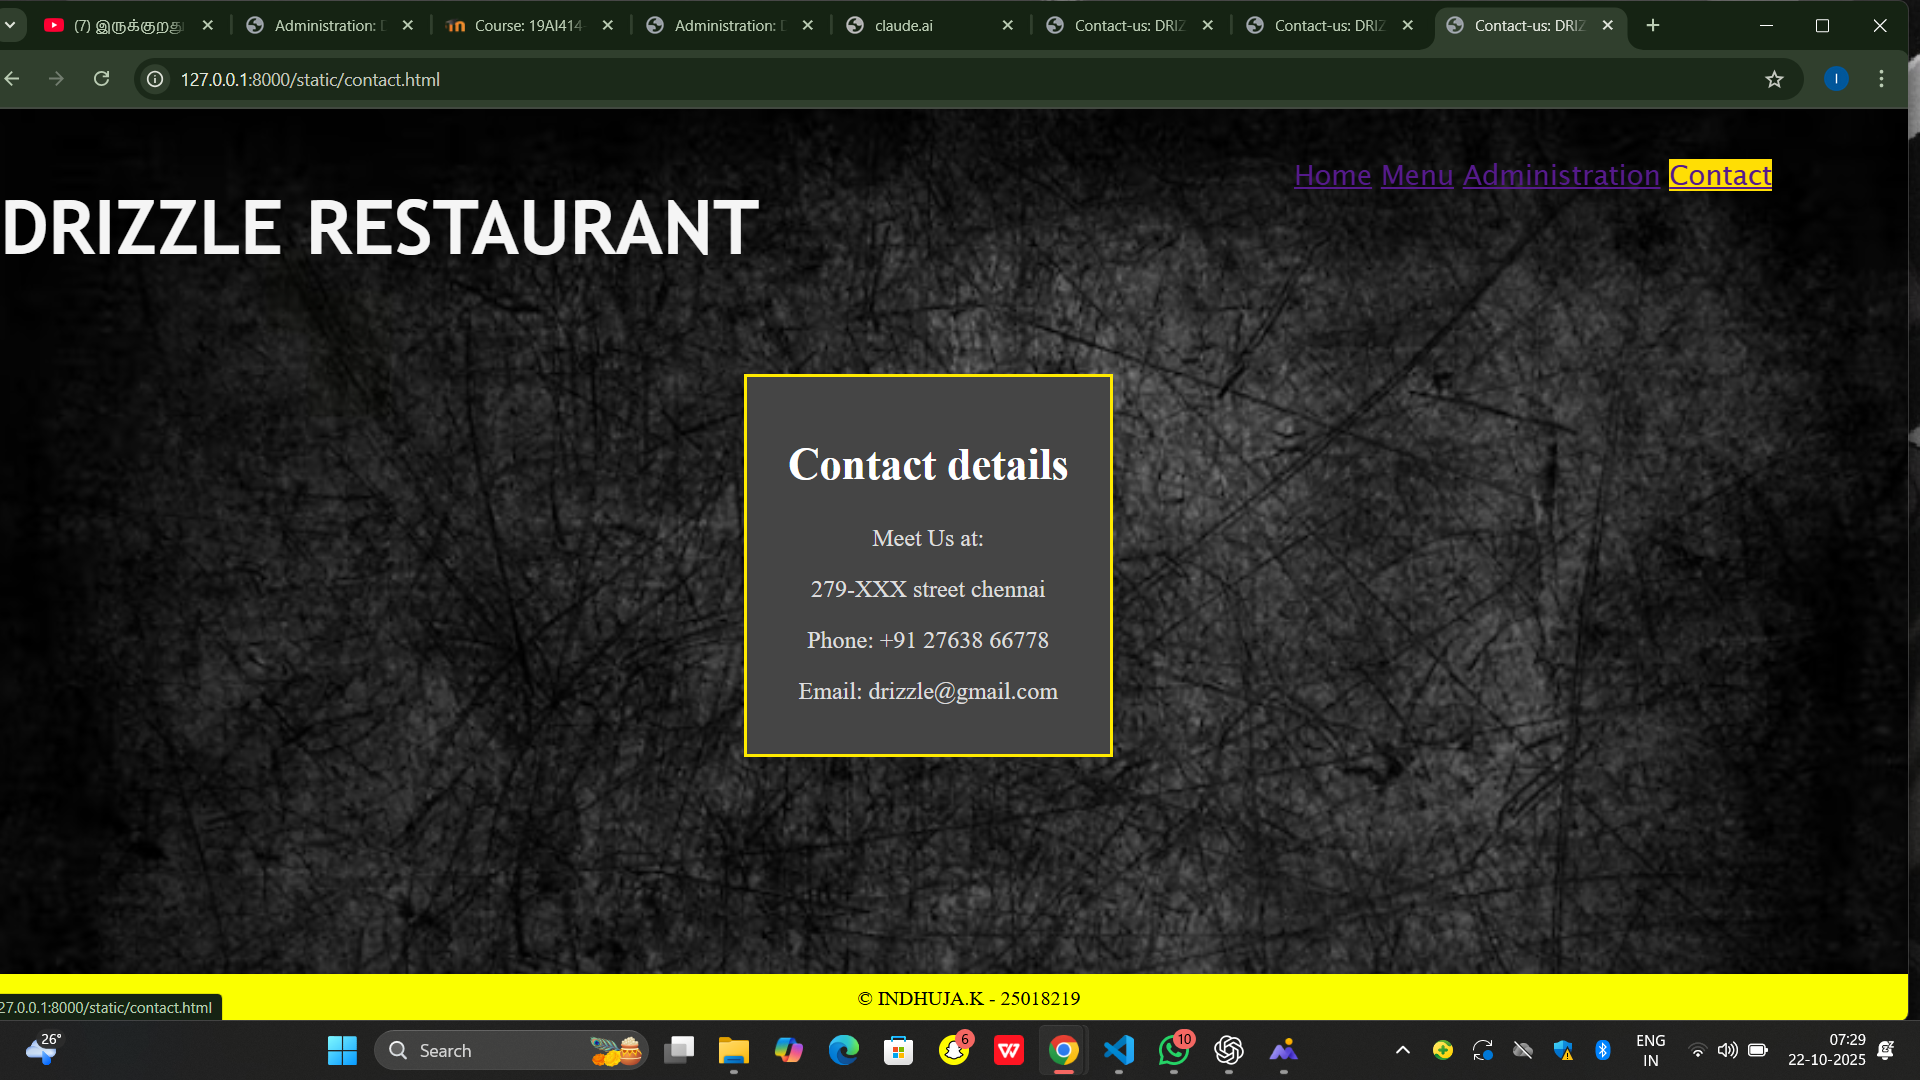 (7) இருக்குறது
Administration: D
Course: 19AI414-
Administration: D
claude.ai
Contact-us: DRIZ
Contact-us: DRIZ
Contact-us: DRIZ
127.0.0.1:8000/static/contact.html
Home Menu Administration Contact
DRIZZLE RESTAURANT
Contact details
Meet Us at:
279-XXX street chennai
Phone: +91 27638 66778
Email: drizzle@gmail.com
© INDHUJA.K - 25018219
27.0.0.1:8000/static/contact.html
26°
Search
6
10
I
ENG
IN
07:29
22-10-2025